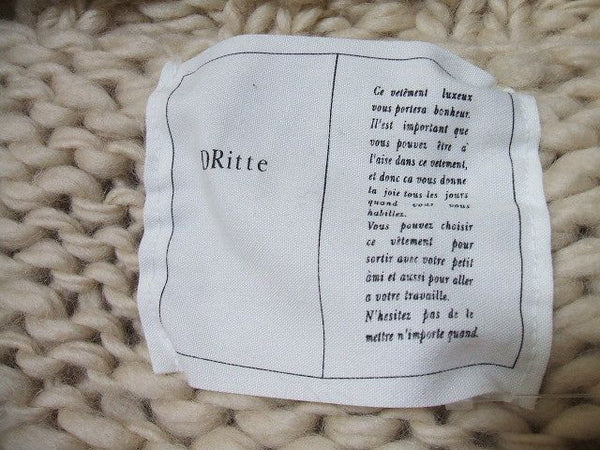 DRitte
Ce vetêment luxeux
vous portera bonheur.
Il'est important que
vous pouvez être a'
l'aise dans ce vetement,
et donc ca vous donne
la joie tous les jours
quand vous vous
habillez.
Vous pouvez choisir
ce vêtement pour
sortir avec votre petit
âmi et aussi pour aller
a votre travaille.
N'hesitez pas de le
mettre n'importe quand.